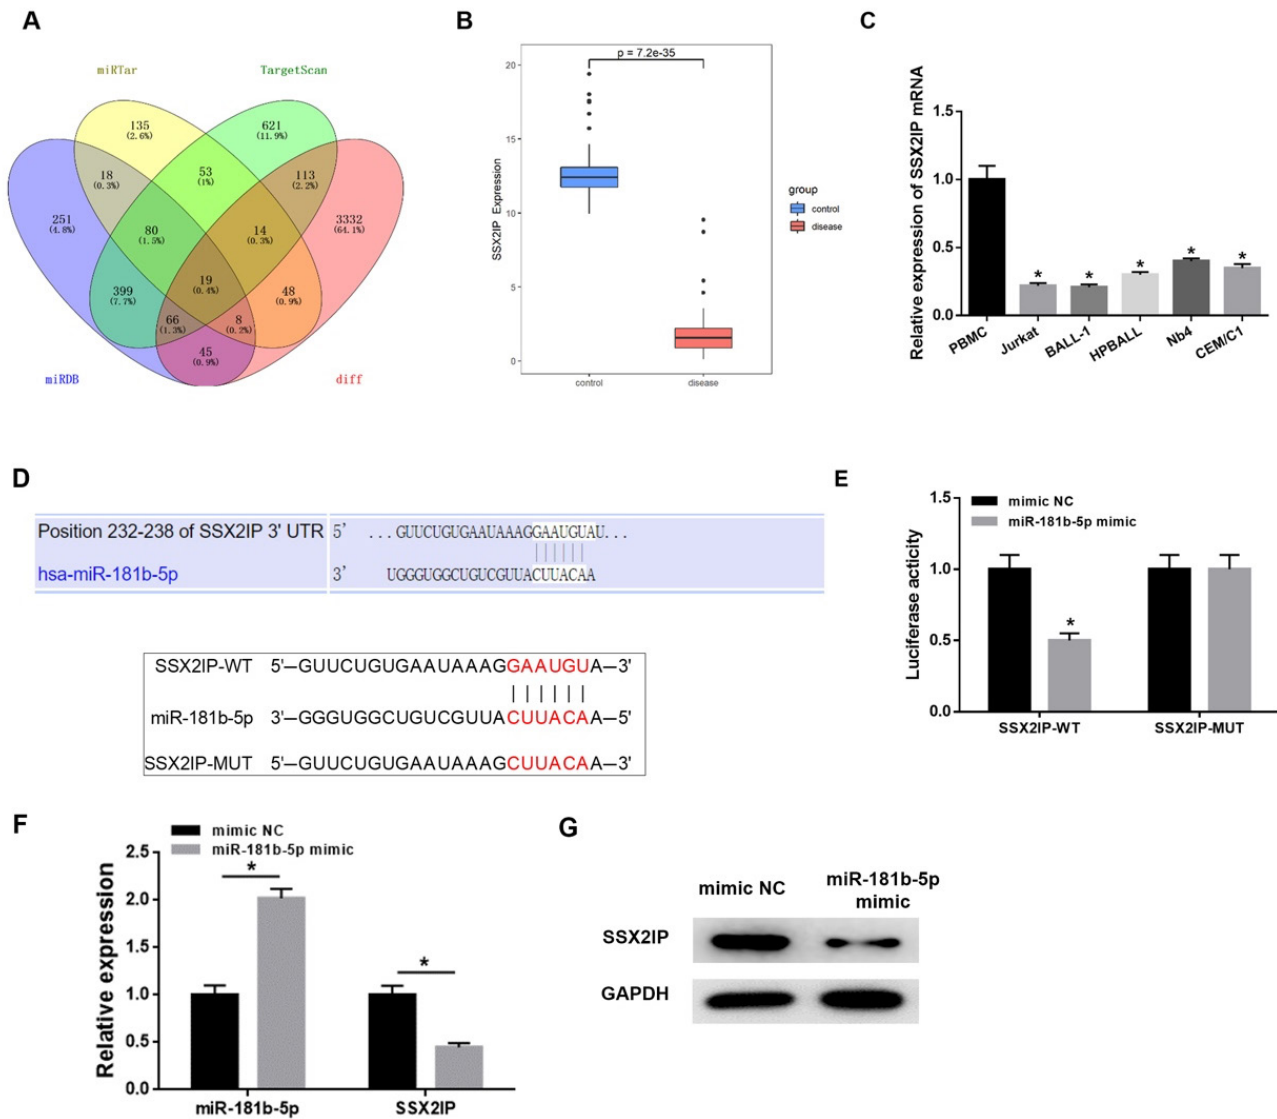 A
miRTar
TargetScan
135
(2.6%)
621
(11.9%)
18
(0.3%)
53
(1%)
113
(2.2%)
251
(4.8%)
80
(1.5%)
14
(0.3%)
3332
(64.1%)
399
(7.7%)
19
(0.4%)
48
(0.9%)
66
(1.3%)
8
(0.2%)
45
(0.9%)
miRDB
diff
B
p = 7.2e-35
20
15
10
5
0
SSX2IP Expression
control
disease
group
control
disease
C
Relative expression of SSX2IP mRNA
1.5
1.0
0.5
0.0
* * * * *
PBMC
Jurkat
BALL-1
HPBALL
Nb4
CEM/C1
D
Position 232-238 of SSX2IP 3' UTR 5' ...GUUCUGUGAAUAAAGGAAUGUAU...
hsa-miR-181b-5p 3' UGGGUGGCUGUCGUUACUUACAA
SSX2IP-WT 5'—GUUCUGUGAAUAAAGGAAUGUA—3'
miR-181b-5p 3'—GGGUGGCUGUCGUUACUUACAA—5'
SSX2IP-MUT 5'—GUUCUGUGAAUAAAGCUUACAA—3'
E
mimic NC
miR-181b-5p mimic
Luciferase acticity
1.5
1.0
0.5
0.0
*
SSX2IP-WT
SSX2IP-MUT
F
mimic NC
miR-181b-5p mimic
Relative expression
2.5
2.0
1.5
1.0
0.5
0.0
*
*
miR-181b-5p
SSX2IP
G
mimic NC
miR-181b-5p
mimic
SSX2IP
GAPDH